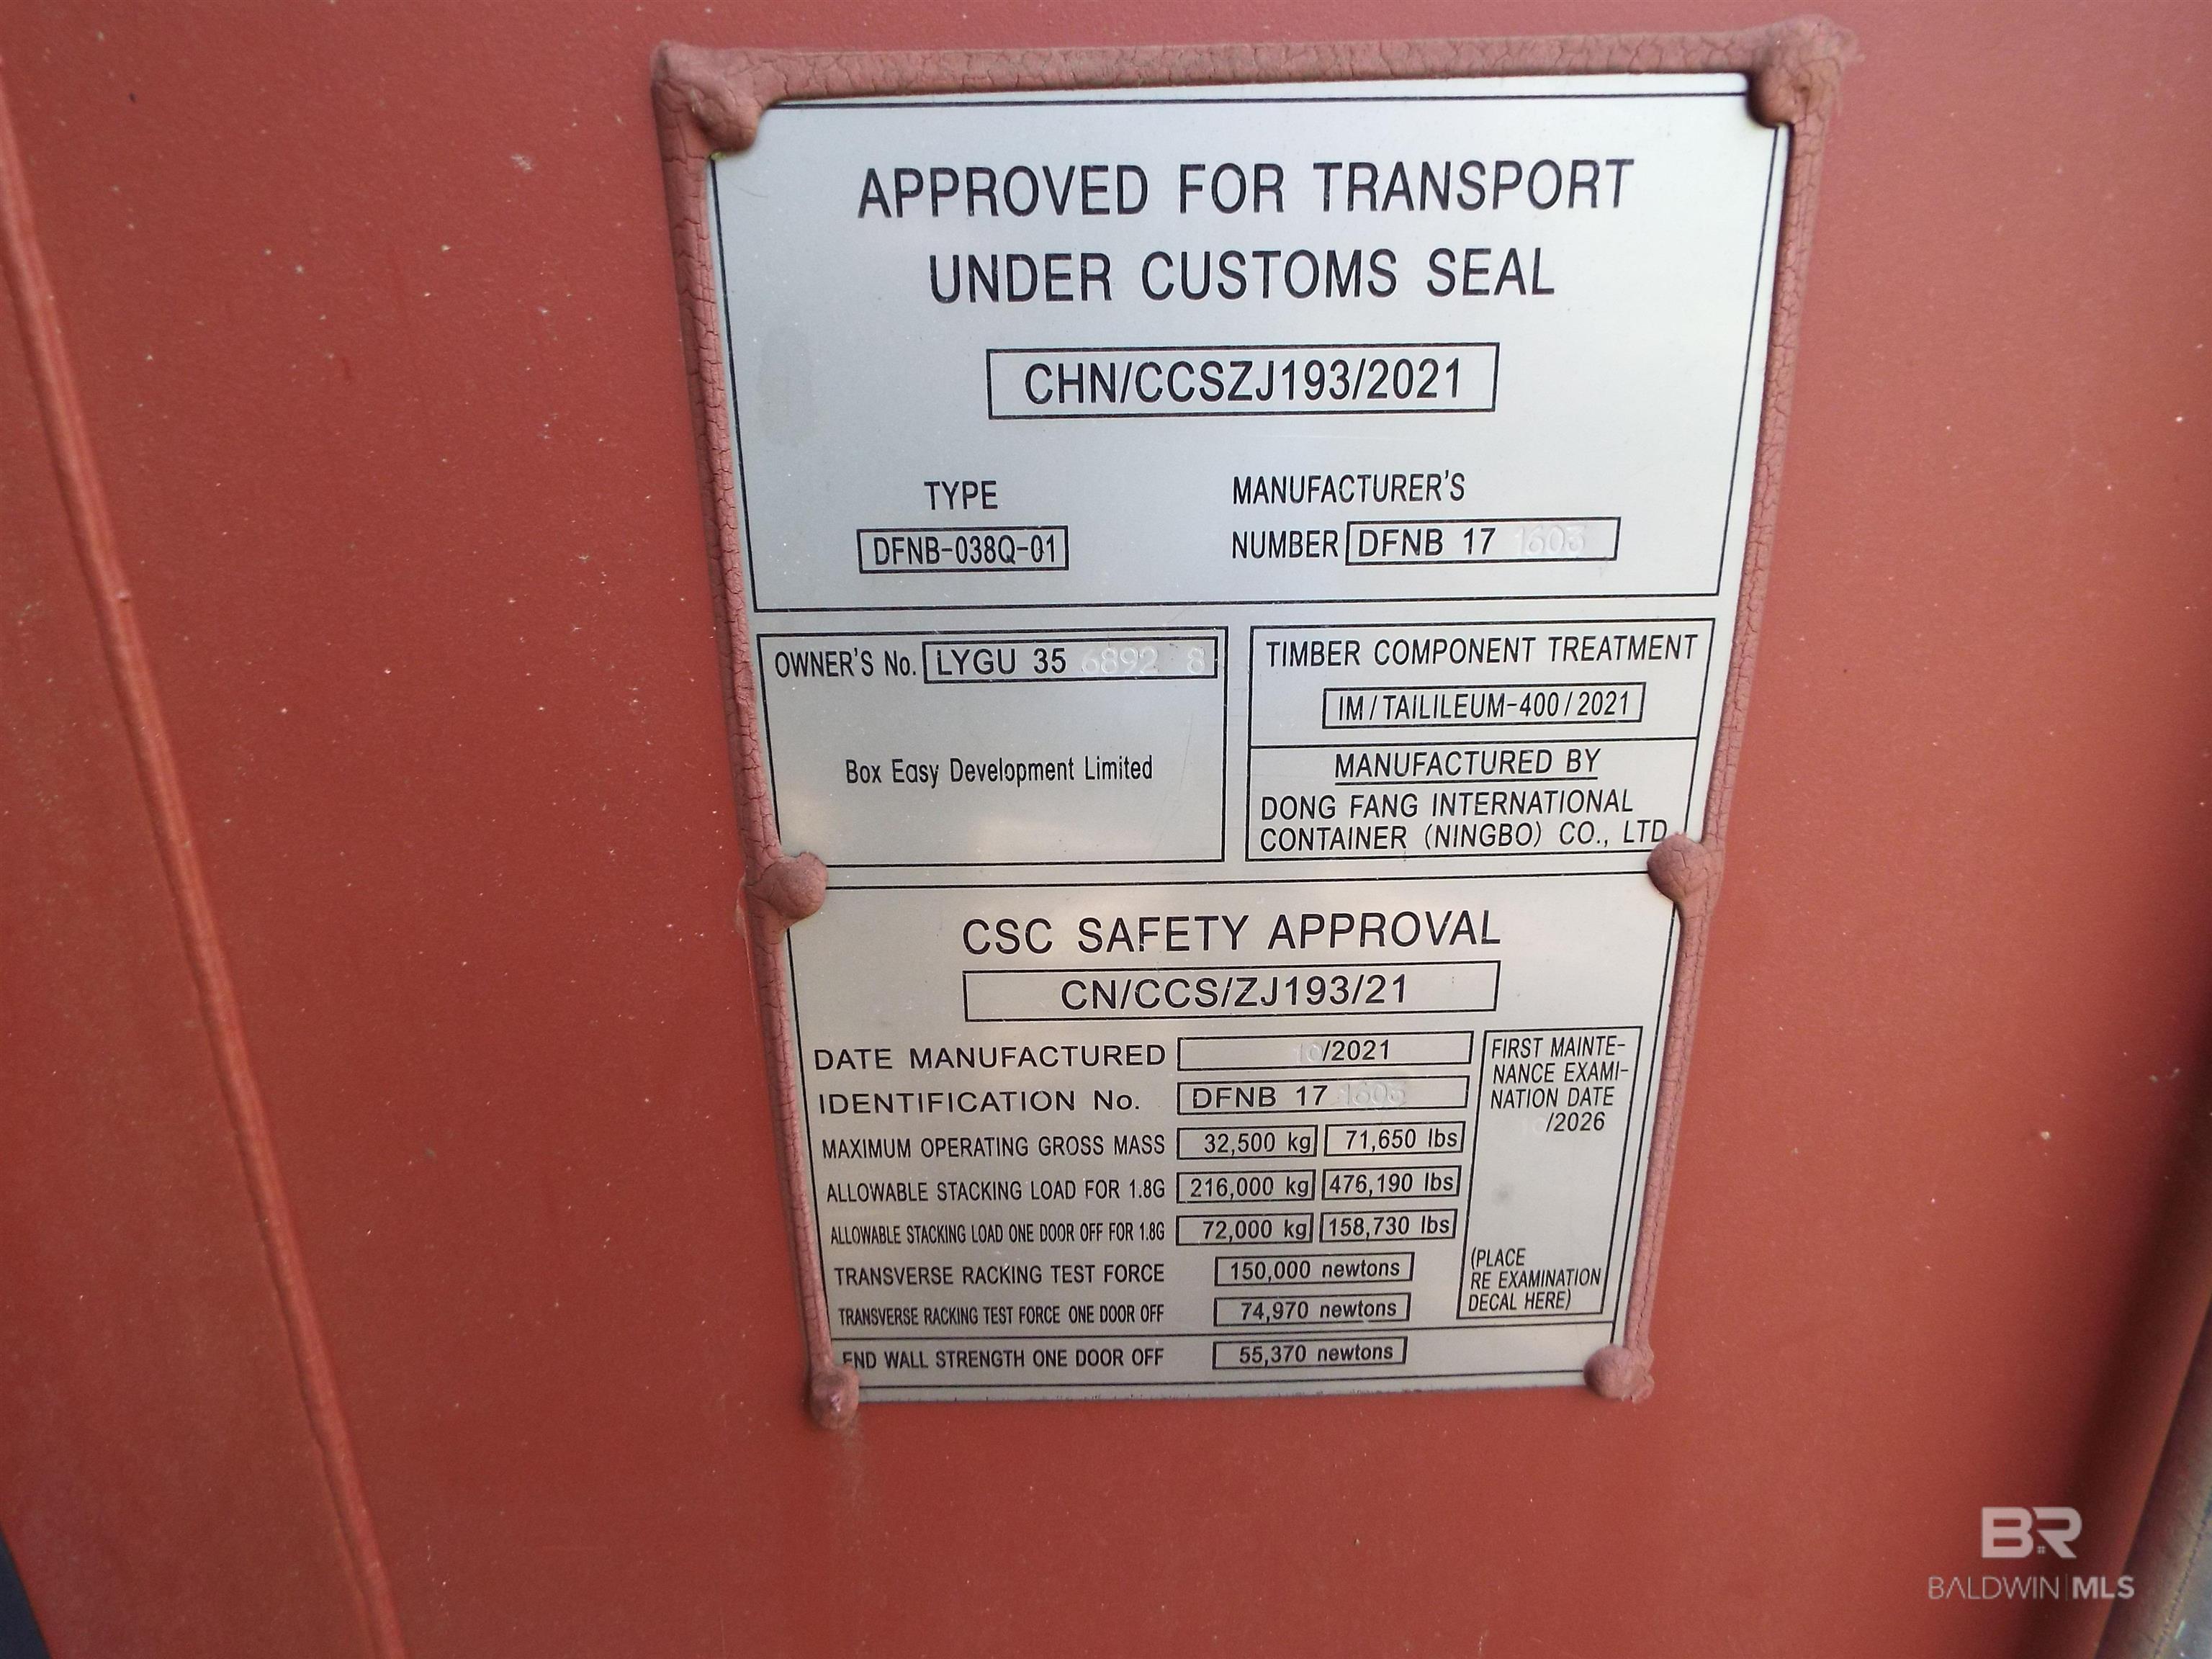 APPROVED FOR TRANSPORT
UNDER CUSTOMS SEAL
CHN/CCSZJ193/2021
TYPE
DFNB-038Q-01
MANUFACTURER'S
NUMBER DFNB 17 1603
OWNER'S No. LYGU 35 6892 8
Box Easy Development Limited
TIMBER COMPONENT TREATMENT
IM/TAILILEUM-400/2021
MANUFACTURED BY
DONG FANG INTERNATIONAL
CONTAINER (NINGBO) CO., LTD
CSC SAFETY APPROVAL
CN/CCS/ZJ193/21
DATE MANUFACTURED 10/2021
IDENTIFICATION No. DFNB 17 1603
MAXIMUM OPERATING GROSS MASS 32,500 kg 71,650 lbs
ALLOWABLE STACKING LOAD FOR 1.8G 216,000 kg 476,190 lbs
ALLOWABLE STACKING LOAD ONE DOOR OFF FOR 1.8G 72,000 kg 158,730 lbs
TRANSVERSE RACKING TEST FORCE 150,000 newtons
TRANSVERSE RACKING TEST FORCE ONE DOOR OFF 74,970 newtons
END WALL STRENGTH ONE DOOR OFF 55,370 newtons
FIRST MAINTE-
NANCE EXAMI-
NATION DATE
/2026
(PLACE
RE EXAMINATION
DECAL HERE)
BR
BALDWIN|MLS